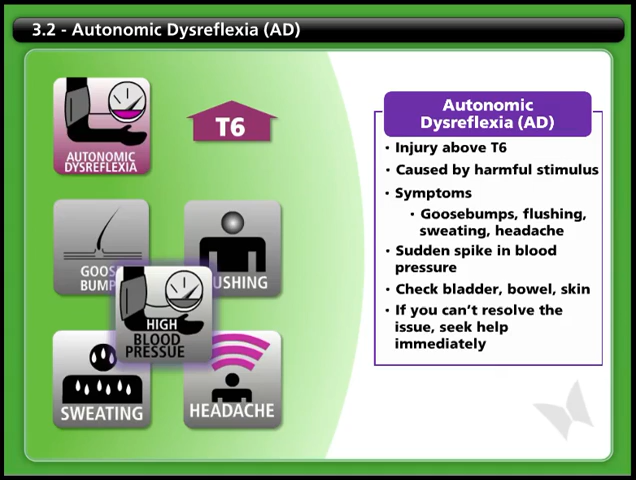 3.2 - Autonomic Dysreflexia (AD)
AUTONOMIC
DYSREFLEXIA
T6
GOOS
BUMP
USHING
HIGH
BLOOD
PRESSUE
SWEATING
HEADACHE
Autonomic
Dysreflexia (AD)
• Injury above T6
• Caused by harmful stimulus
• Symptoms
• Goosebumps, flushing,
sweating, headache
• Sudden spike in blood
pressure
• Check bladder, bowel, skin
• If you can't resolve the
issue, seek help
immediately